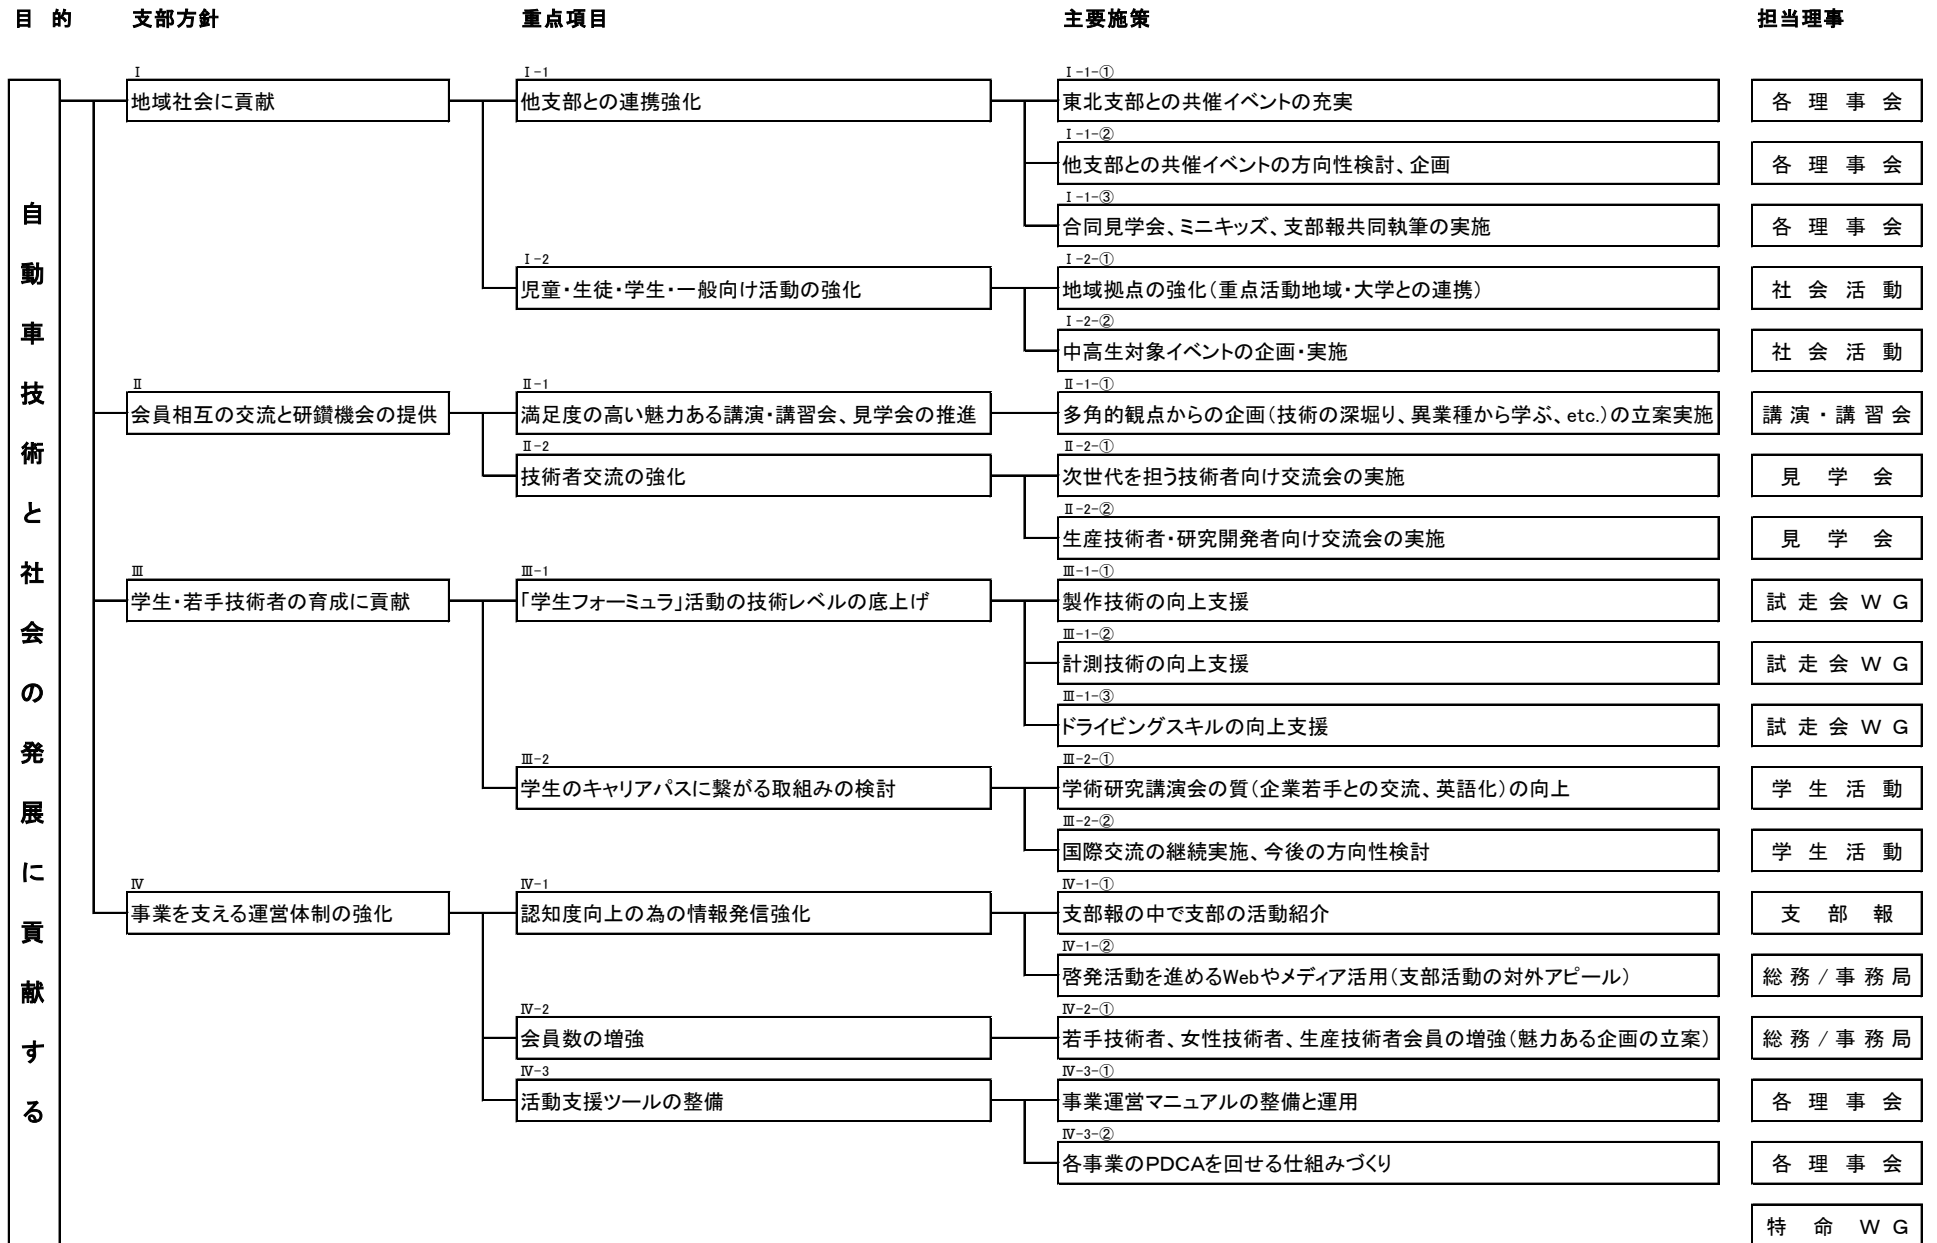 目 的 支部方針 重点項目 主要施策 担当理事
自動車技術と社会の発展に貢献する
Ⅰ
地域社会に貢献
Ⅰ-1
他支部との連携強化
Ⅰ-1-①
東北支部との共催イベントの充実
各 理 事 会
Ⅰ-1-②
他支部との共催イベントの方向性検討、企画
各 理 事 会
Ⅰ-1-③
合同見学会、ミニキッズ、支部報共同執筆の実施
各 理 事 会
Ⅰ-2
児童・生徒・学生・一般向け活動の強化
Ⅰ-2-①
地域拠点の強化（重点活動地域・大学との連携）
社 会 活 動
Ⅰ-2-②
中高生対象イベントの企画・実施
社 会 活 動
Ⅱ
会員相互の交流と研鑽機会の提供
Ⅱ-1
満足度の高い魅力ある講演・講習会、見学会の推進
Ⅱ-1-①
多角的観点からの企画（技術の深堀り、異業種から学ぶ、etc.）の立案実施
講 演 ・ 講 習 会
Ⅱ-2
技術者交流の強化
Ⅱ-2-①
次世代を担う技術者向け交流会の実施
見 学 会
Ⅱ-2-②
生産技術者・研究開発者向け交流会の実施
見 学 会
Ⅲ
学生・若手技術者の育成に貢献
Ⅲ-1
「学生フォーミュラ」活動の技術レベルの底上げ
Ⅲ-1-①
製作技術の向上支援
試 走 会 Ｗ Ｇ
Ⅲ-1-②
計測技術の向上支援
試 走 会 Ｗ Ｇ
Ⅲ-1-③
ドライビングスキルの向上支援
試 走 会 Ｗ Ｇ
Ⅲ-2
学生のキャリアパスに繋がる取組みの検討
Ⅲ-2-①
学術研究講演会の質（企業若手との交流、英語化）の向上
学 生 活 動
Ⅲ-2-②
国際交流の継続実施、今後の方向性検討
学 生 活 動
Ⅳ
事業を支える運営体制の強化
Ⅳ-1
認知度向上の為の情報発信強化
Ⅳ-1-①
支部報の中で支部の活動紹介
支 部 報
Ⅳ-1-②
啓発活動を進めるWebやメディア活用（支部活動の対外アピール）
総 務 / 事 務 局
Ⅳ-2
会員数の増強
Ⅳ-2-①
若手技術者、女性技術者、生産技術者会員の増強（魅力ある企画の立案）
総 務 / 事 務 局
Ⅳ-3
活動支援ツールの整備
Ⅳ-3-①
事業運営マニュアルの整備と運用
各 理 事 会
Ⅳ-3-②
各事業のＰＤＣＡを回せる仕組みづくり
各 理 事 会
特 命 Ｗ Ｇ